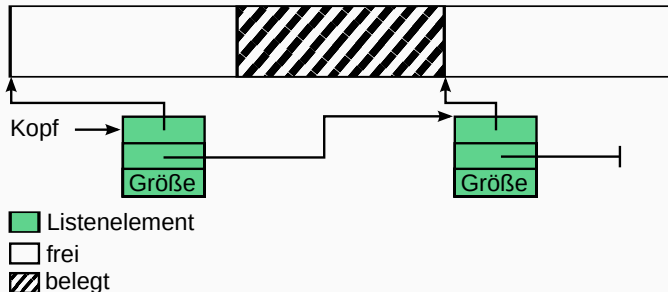 Kopf
Größe
Größe
Listenelement
frei
belegt